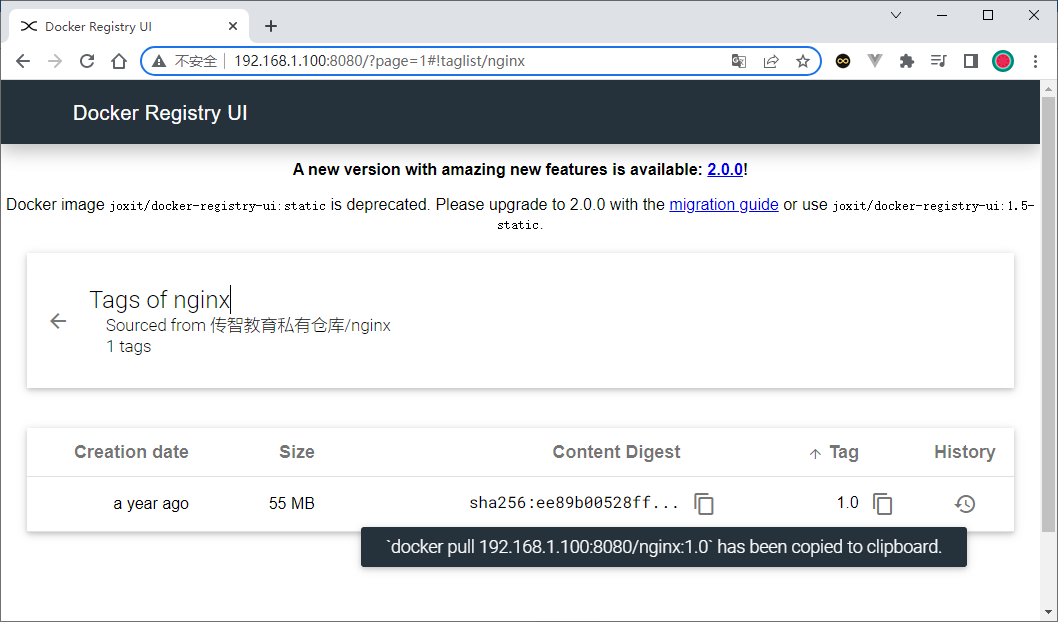 Docker Registry UI
不安全 192.168.1.100:8080/?page=1#!taglist/nginx
Docker Registry UI
A new version with amazing new features is available: 2.0.0!
Docker image joxit/docker-registry-ui:static is deprecated. Please upgrade to 2.0.0 with the migration guide or use joxit/docker-registry-ui:1.5-
static.
Tags of nginx
Sourced from 传智教育私有仓库/nginx
1 tags
Creation date Size Content Digest Tag History
a year ago 55 MB sha256:ee89b00528ff... 1.0
`docker pull 192.168.1.100:8080/nginx:1.0` has been copied to clipboard.